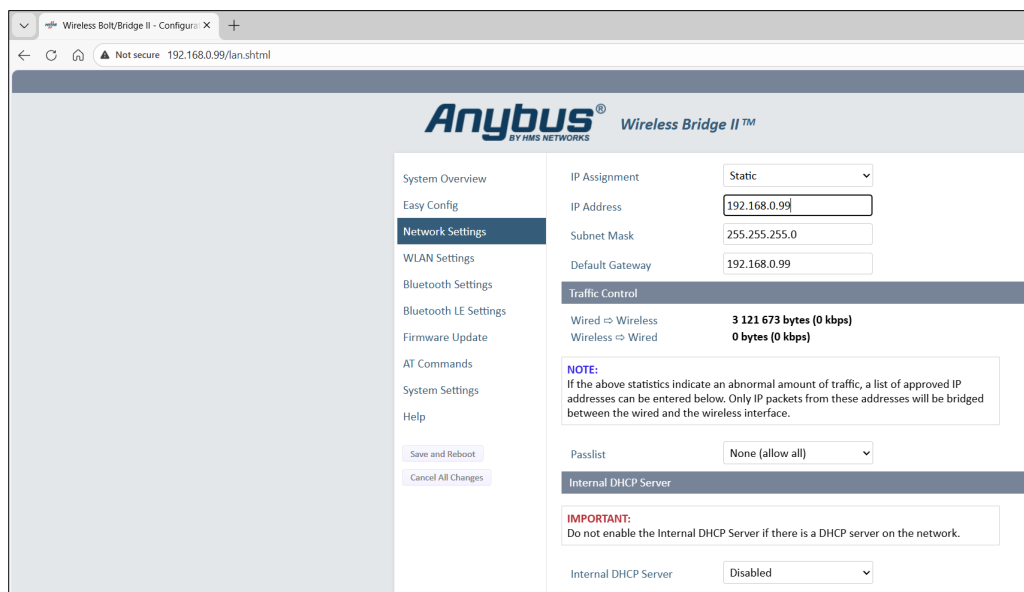 Wireless Bolt/Bridge II - Configura
Not secure 192.168.0.99/lan.shtml
Anybus® Wireless Bridge II™
BY HMS NETWORKS
System Overview
Easy Config
Network Settings
WLAN Settings
Bluetooth Settings
Bluetooth LE Settings
Firmware Update
AT Commands
System Settings
Help
Save and Reboot
Cancel All Changes
IP Assignment Static
IP Address 192.168.0.99
Subnet Mask 255.255.255.0
Default Gateway 192.168.0.99
Traffic Control
Wired ⇨ Wireless 3 121 673 bytes (0 kbps)
Wireless ⇨ Wired 0 bytes (0 kbps)
NOTE:
If the above statistics indicate an abnormal amount of traffic, a list of approved IP
addresses can be entered below. Only IP packets from these addresses will be bridged
between the wired and the wireless interface.
Passlist None (allow all)
Internal DHCP Server
IMPORTANT:
Do not enable the Internal DHCP Server if there is a DHCP server on the network.
Internal DHCP Server Disabled